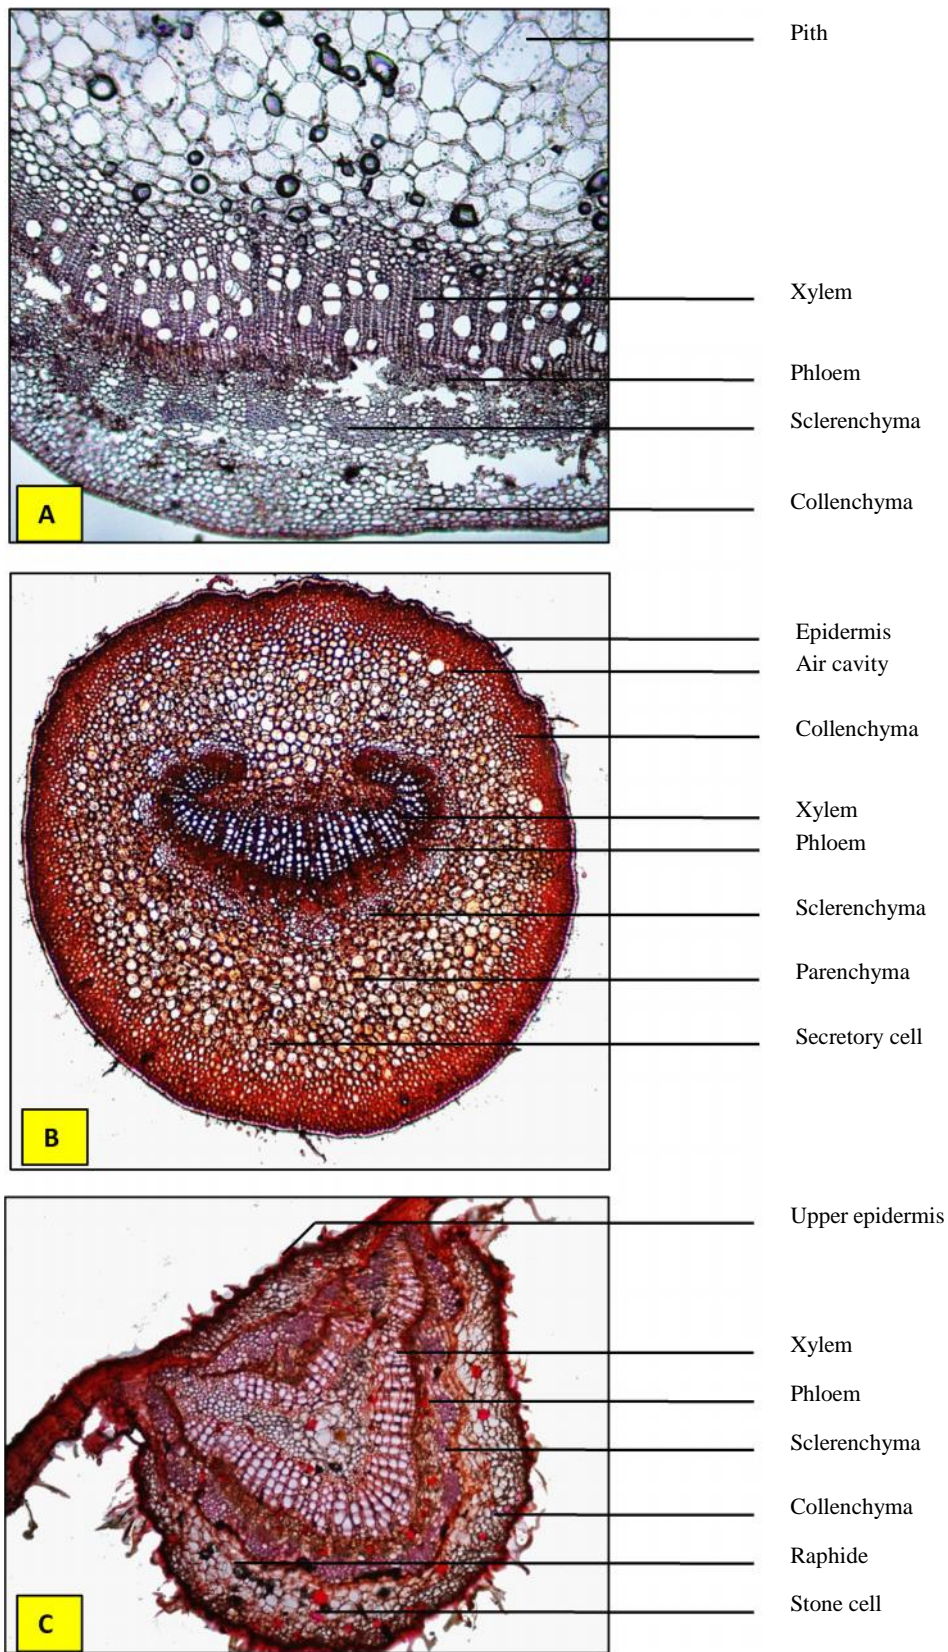 Pith
Xylem
Phloem
Sclerenchyma
Collenchyma
A
Epidermis
Air cavity
Collenchyma
Xylem
Phloem
Sclerenchyma
Parenchyma
Secretory cell
B
Upper epidermis
Xylem
Phloem
Sclerenchyma
Collenchyma
Raphide
Stone cell
C